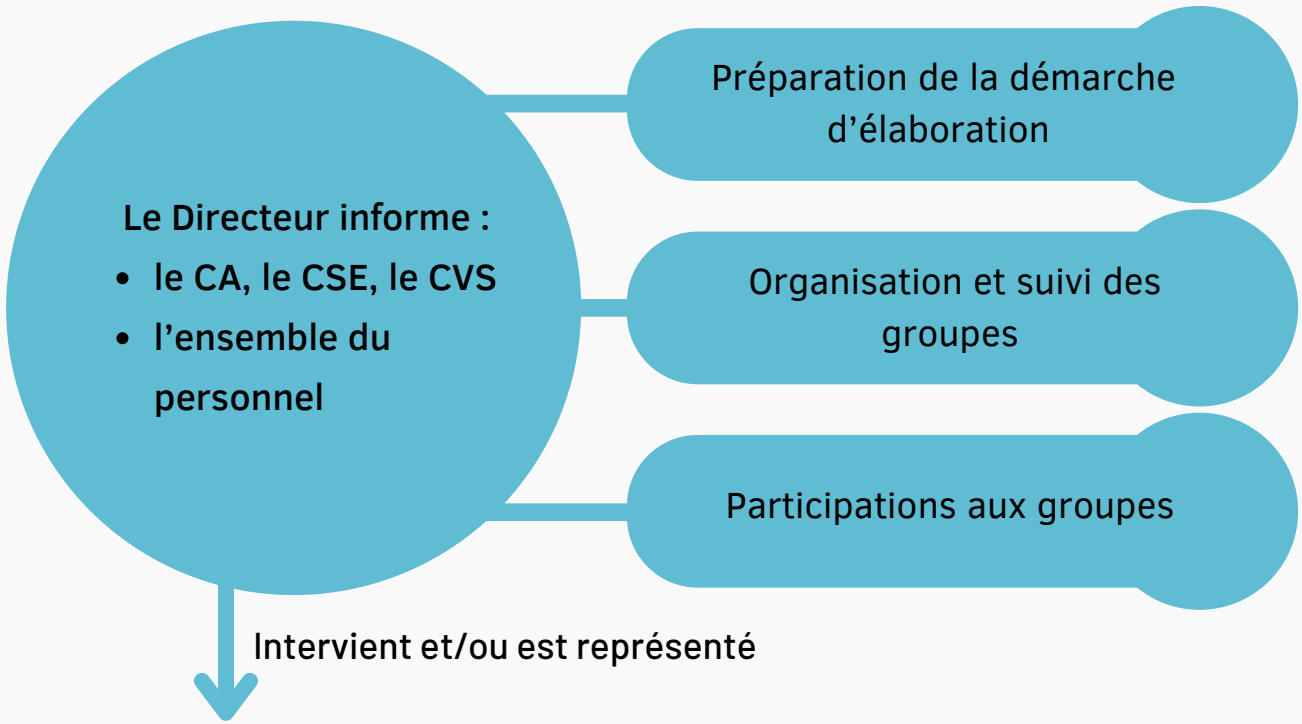 Préparation de la démarche
d’élaboration
Le Directeur informe :
• le CA, le CSE, le CVS
• l’ensemble du
personnel
Organisation et suivi des
groupes
Participations aux groupes
Intervient et/ou est représenté